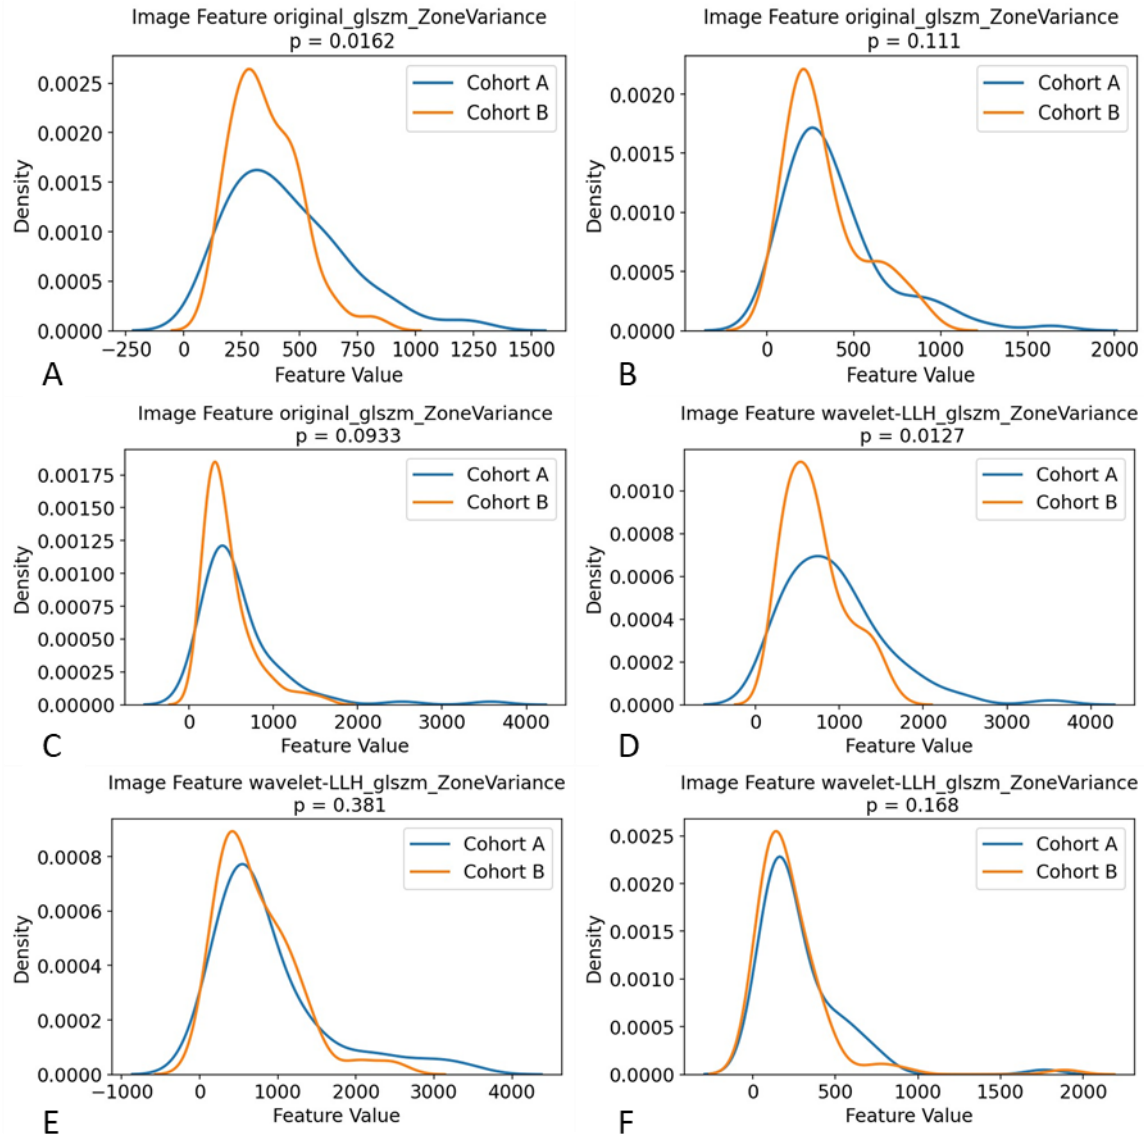 Image Feature original_glszm_ZoneVariance
p = 0.0162
Cohort A
Cohort B
0.0025
0.0020
0.0015
0.0010
0.0005
0.0000
Density
−250 0 250 500 750 1000 1250 1500
Feature Value
A
Image Feature original_glszm_ZoneVariance
p = 0.111
Cohort A
Cohort B
0.0020
0.0015
0.0010
0.0005
0.0000
Density
0 500 1000 1500 2000
Feature Value
B
Image Feature original_glszm_ZoneVariance
p = 0.0933
Cohort A
Cohort B
0.00175
0.00150
0.00125
0.00100
0.00075
0.00050
0.00025
0.00000
Density
0 1000 2000 3000 4000
Feature Value
C
Image Feature wavelet-LLH_glszm_ZoneVariance
p = 0.0127
Cohort A
Cohort B
0.0010
0.0008
0.0006
0.0004
0.0002
0.0000
Density
0 1000 2000 3000 4000
Feature Value
D
Image Feature wavelet-LLH_glszm_ZoneVariance
p = 0.381
Cohort A
Cohort B
0.0008
0.0006
0.0004
0.0002
0.0000
Density
−1000 0 1000 2000 3000 4000
Feature Value
E
Image Feature wavelet-LLH_glszm_ZoneVariance
p = 0.168
Cohort A
Cohort B
0.0025
0.0020
0.0015
0.0010
0.0005
0.0000
Density
0 500 1000 1500 2000
Feature Value
F